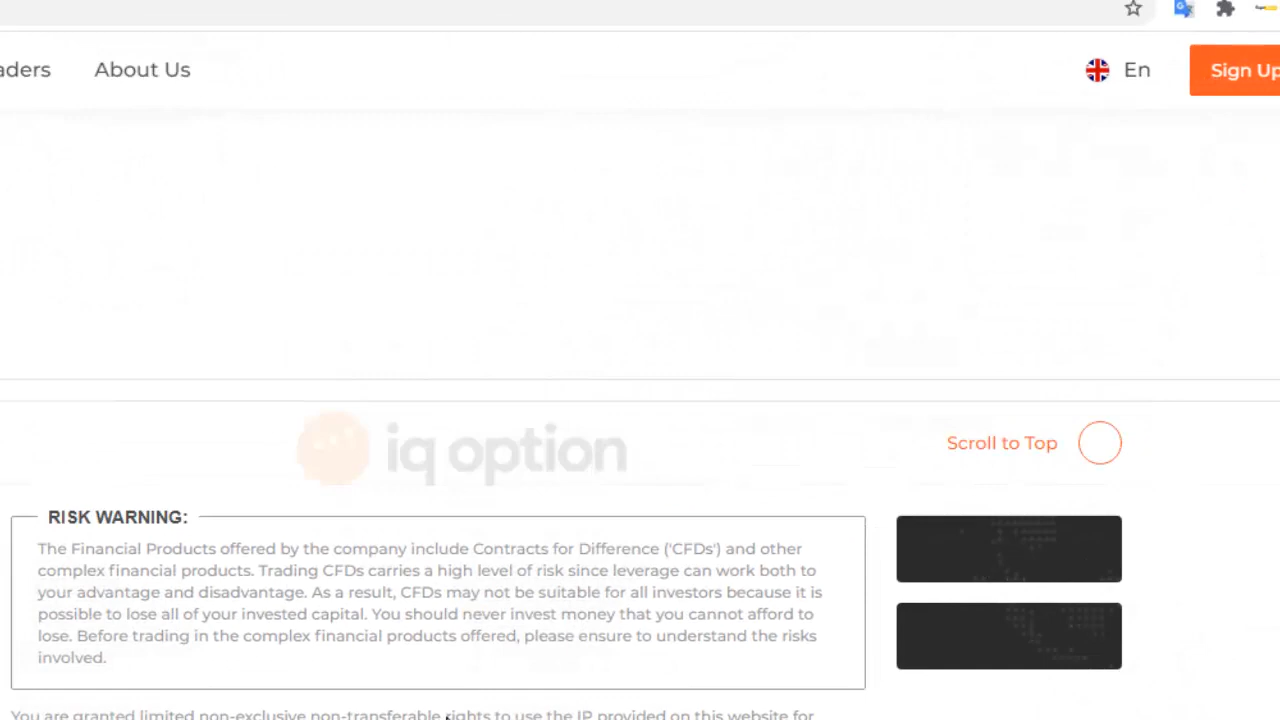 aders About Us En Sign Up
iq option
Scroll to Top
RISK WARNING:
The Financial Products offered by the company include Contracts for Difference ('CFDs') and other
complex financial products. Trading CFDs carries a high level of risk since leverage can work both to
your advantage and disadvantage. As a result, CFDs may not be suitable for all investors because it is
possible to lose all of your invested capital. You should never invest money that you cannot afford to
lose. Before trading in the complex financial products offered, please ensure to understand the risks
involved.
You are granted limited non-exclusive non-transferable rights to use the IP provided on this website for